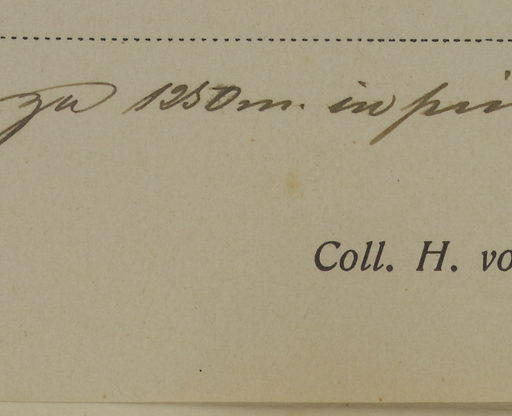 zu 1250 m. in
Coll. H. vo